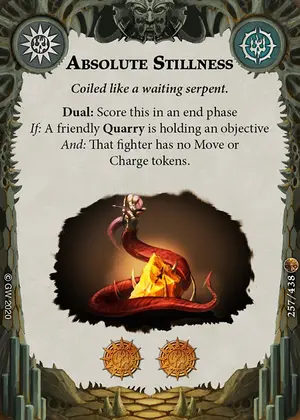 ABSOLUTE STILLNESS
Coiled like a waiting serpent.
Dual: Score this in an end phase
If: A friendly Quarry is holding an objective
And: That fighter has no Move or
Charge tokens.
© GW 2020
257/438